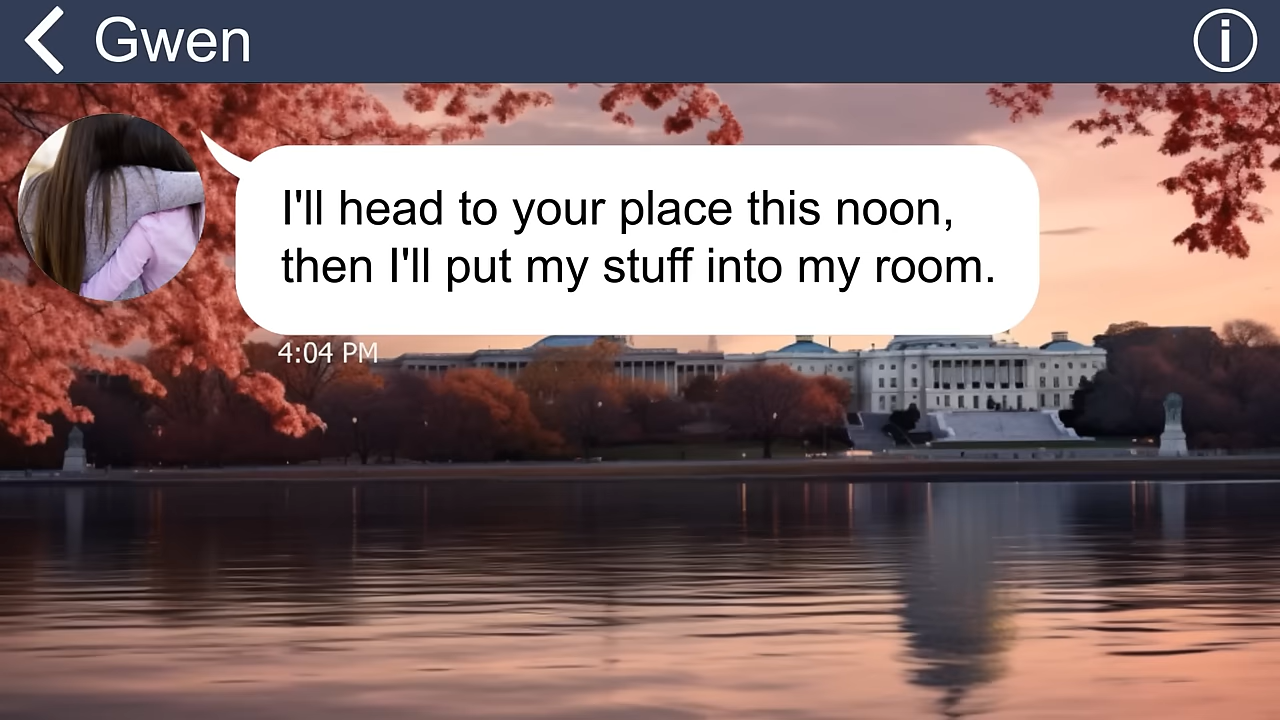 Gwen
I'll head to your place this noon,
then I'll put my stuff into my room.
4:04 PM